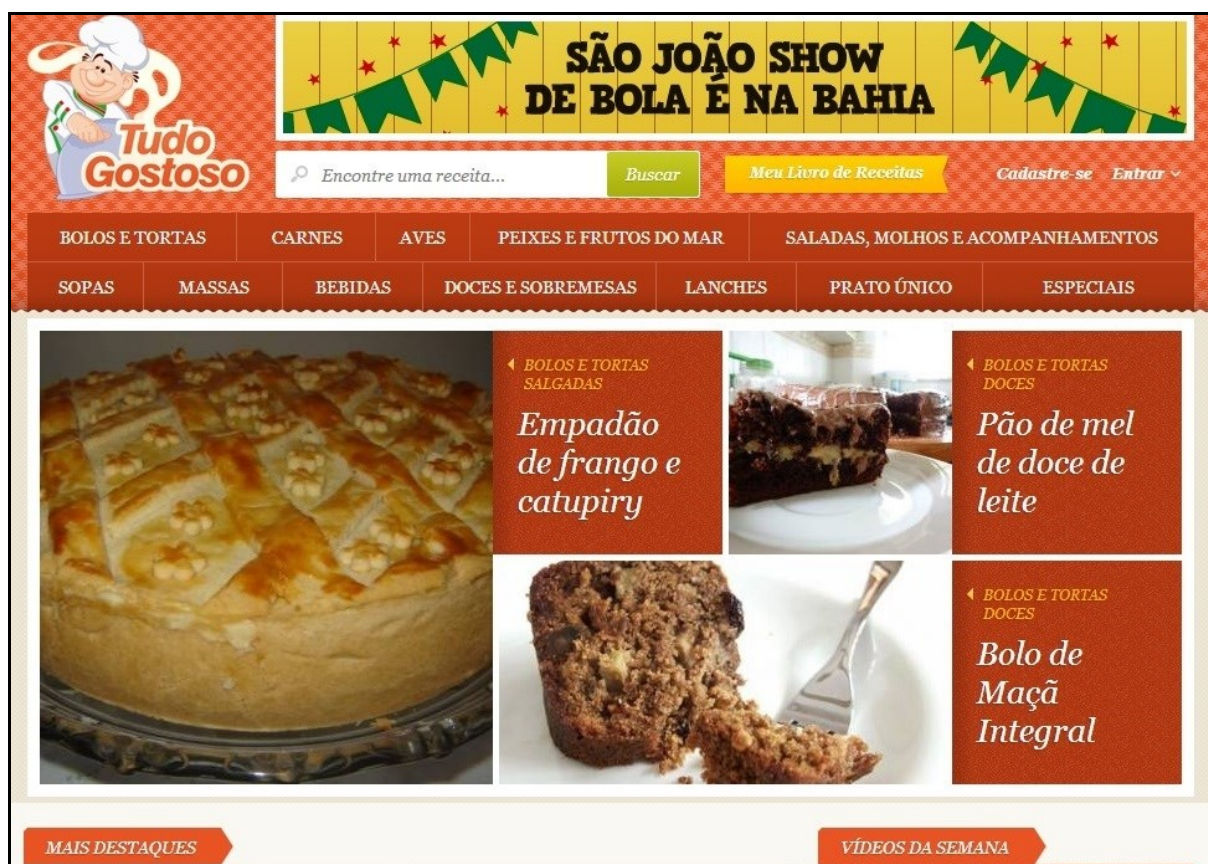 SÃO JOÃO SHOW
DE BOLA É NA BAHIA
Tudo
Gostoso
Encontre uma receita...
Buscar
Meu Livro de Receitas
Cadastre-se
Entrar
BOLOS E TORTAS
CARNES
AVES
PEIXES E FRUTOS DO MAR
SALADAS, MOLHOS E ACOMPANHAMENTOS
SOPAS
MASSAS
BEBIDAS
DOCES E SOBREMESAS
LANCHES
PRATO ÚNICO
ESPECIAIS
BOLOS E TORTAS
SALGADAS
Empadão
de frango e
catupiry
BOLOS E TORTAS
DOCES
Pão de mel
de doce de
leite
BOLOS E TORTAS
DOCES
Bolo de
Maçã
Integral
MAIS DESTAQUES
VÍDEOS DA SEMANA